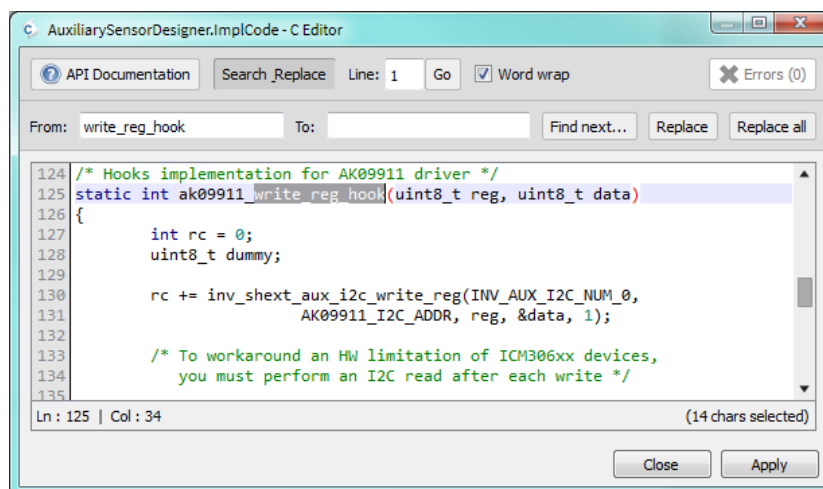 AuxiliarySensorDesigner.ImplCode - C Editor
API Documentation Search_Replace Line: 1 Go Word wrap Errors (0)
From: write_reg_hook To: Find next... Replace Replace all
124 /* Hooks implementation for AK09911 driver */
125 static int ak09911_write_reg_hook(uint8_t reg, uint8_t data)
126 {
127 int rc = 0;
128 uint8_t dummy;
129
130 rc += inv_shext_aux_i2c_write_reg(INV_AUX_I2C_NUM_0,
131 AK09911_I2C_ADDR, reg, &data, 1);
132
133 /* To workaround an HW limitation of ICM306xx devices,
134 you must perform an I2C read after each write */
135
Ln : 125 | Col : 34 (14 chars selected)
Close Apply